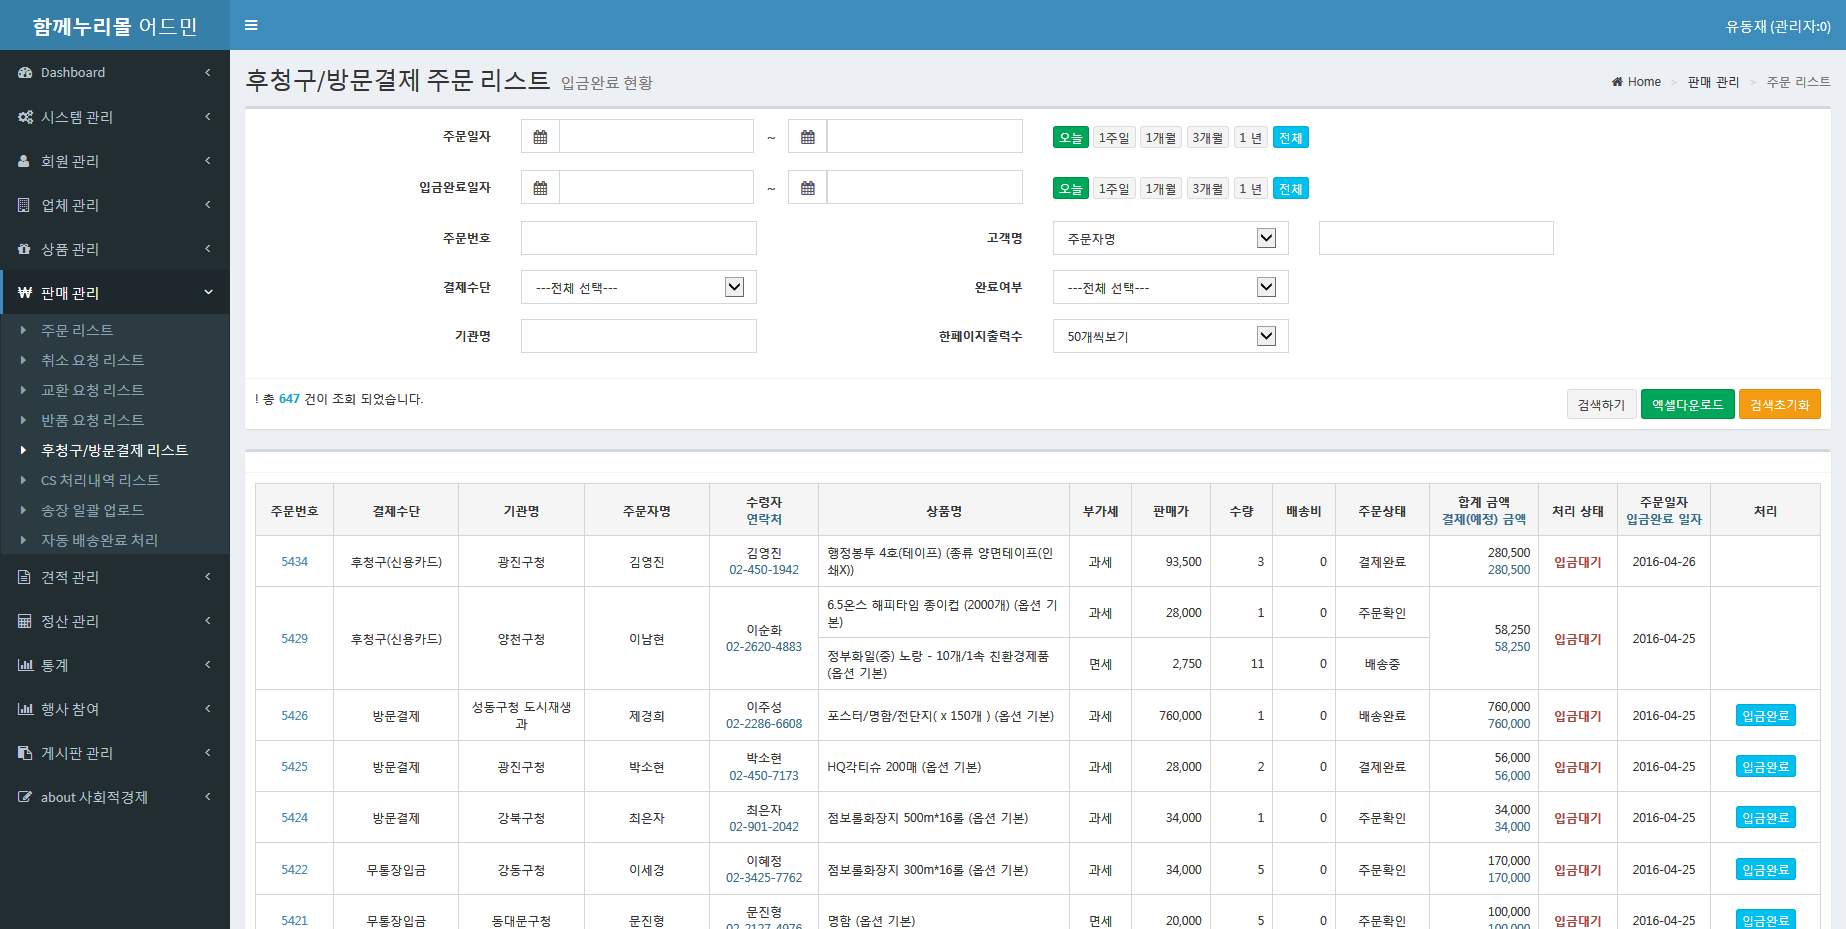 함께누리몰 어드민
유동재 (관리자:0)
Dashboard
시스템 관리
회원 관리
업체 관리
상품 관리
판매 관리
주문 리스트
취소 요청 리스트
교환 요청 리스트
반품 요청 리스트
후청구/방문결제 리스트
CS 처리내역 리스트
송장 일괄 업로드
자동 배송완료 처리
견적 관리
정산 관리
통계
행사 참여
게시판 관리
about 사회적경제
후청구/방문결제 주문 리스트 입금완료 현황
Home > 판매 관리 > 주문 리스트
주문일자 ~ 오늘 1주일 1개월 3개월 1 년 전체
입금완료일자 ~ 오늘 1주일 1개월 3개월 1 년 전체
주문번호 고객명 주문자명
결제수단 ---전체 선택--- 완료여부 ---전체 선택---
기관명 한페이지출력수 50개씩보기
! 총 647 건이 조회 되었습니다.
검색하기 엑셀다운로드 검색초기화
주문번호 결제수단 기관명 주문자명 수령자 연락처 상품명 부가세 판매가 수량 배송비 주문상태 합계 금액 결제(예정) 금액 처리 상태 주문일자 입금완료 일자 처리
5434 후청구(신용카드) 광진구청 김영진 김영진 02-450-1942 행정봉투 4호(테이프) (종류 양면테이프(인쇄X)) 과세 93,500 3 0 결제완료 280,500 280,500 입금대기 2016-04-26
5429 후청구(신용카드) 양천구청 이남현 이순화 02-2620-4883 6.5온스 해피타임 종이컵 (2000개) (옵션 기본) 과세 28,000 1 0 주문확인 58,250 58,250 입금대기 2016-04-25
정부화일(중) 노랑 - 10개/1속 친환경제품 (옵션 기본) 면세 2,750 11 0 배송중
5426 방문결제 성동구청 도시재생과 제경희 이주성 02-2286-6608 포스터/명함/전단지( x 150개 ) (옵션 기본) 과세 760,000 1 0 배송완료 760,000 760,000 입금대기 2016-04-25 입금완료
5425 방문결제 광진구청 박소현 박소현 02-450-7173 HQ각티슈 200매 (옵션 기본) 과세 28,000 2 0 결제완료 56,000 56,000 입금대기 2016-04-25 입금완료
5424 방문결제 강북구청 최은자 최은자 02-901-2042 점보롤화장지 500m*16롤 (옵션 기본) 과세 34,000 1 0 주문확인 34,000 34,000 입금대기 2016-04-25 입금완료
5422 무통장입금 강동구청 이세경 이혜정 02-3425-7762 점보롤화장지 300m*16롤 (옵션 기본) 과세 34,000 5 0 주문확인 170,000 170,000 입금대기 2016-04-25 입금완료
5421 무통장입금 동대문구청 문진형 문진형 02-2127-4976 명함 (옵션 기본) 면세 20,000 5 0 주문확인 100,000 100,000 입금대기 2016-04-25 입금완료